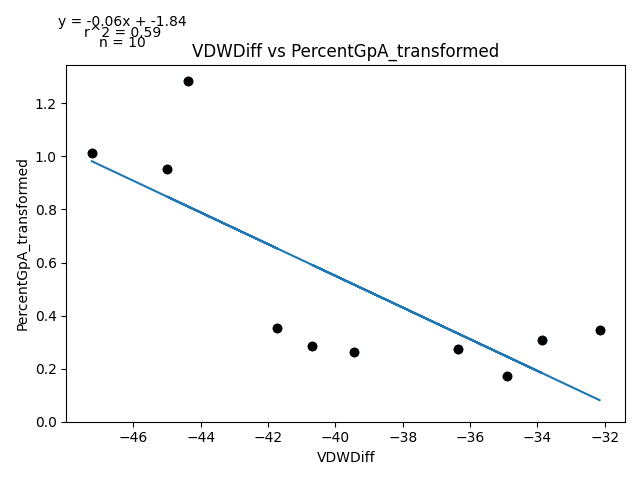 y = -0.06x + -1.84
r^2 = 0.59
n = 10
VDWDiff vs PercentGpA_transformed
PercentGpA_transformed
1.2
1.0
0.8
0.6
0.4
0.2
0.0
−46 −44 −42 −40 −38 −36 −34 −32
VDWDiff